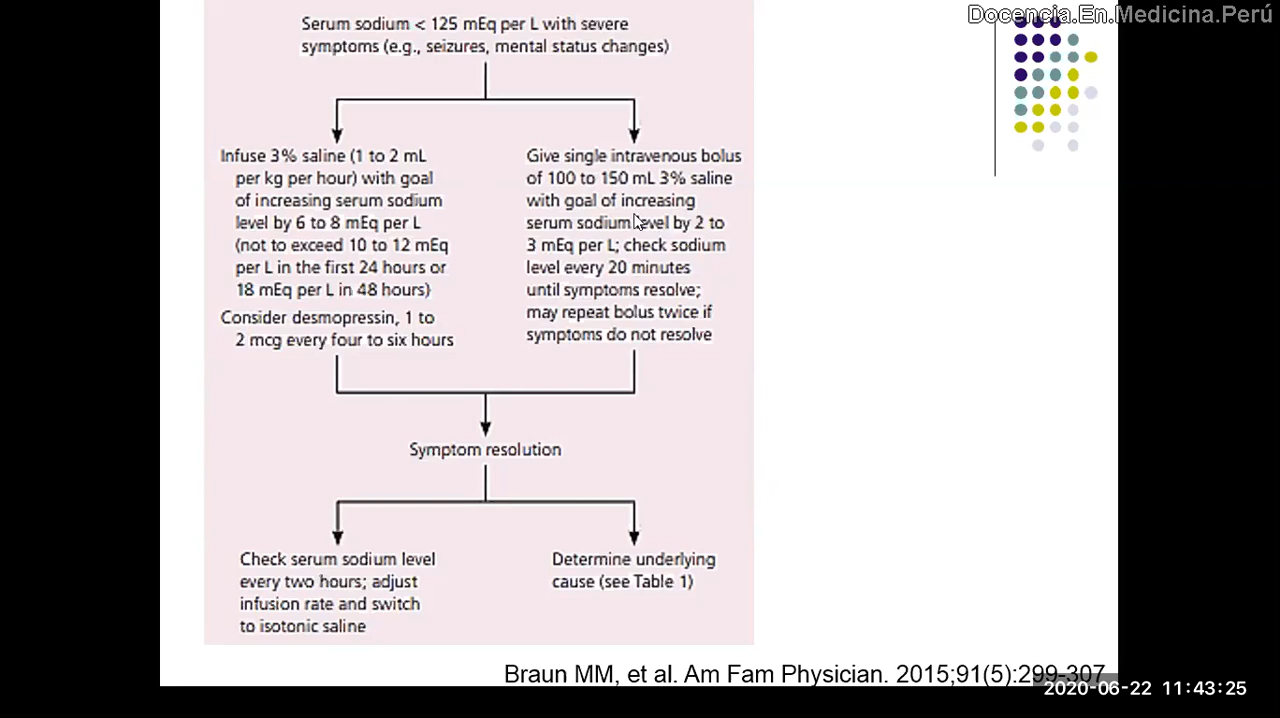 Docencia.En.Medicina.Perú
Serum sodium < 125 mEq per L with severe
symptoms (e.g., seizures, mental status changes)
Infuse 3% saline (1 to 2 mL
per kg per hour) with goal
of increasing serum sodium
level by 6 to 8 mEq per L
(not to exceed 10 to 12 mEq
per L in the first 24 hours or
18 mEq per L in 48 hours)
Consider desmopressin, 1 to
2 mcg every four to six hours
Give single intravenous bolus
of 100 to 150 mL 3% saline
with goal of increasing
serum sodium level by 2 to
3 mEq per L; check sodium
level every 20 minutes
until symptoms resolve;
may repeat bolus twice if
symptoms do not resolve
Symptom resolution
Check serum sodium level
every two hours; adjust
infusion rate and switch
to isotonic saline
Determine underlying
cause (see Table 1)
Braun MM, et al. Am Fam Physician. 2015;91(5):299-307
2020-06-22 11:43:25